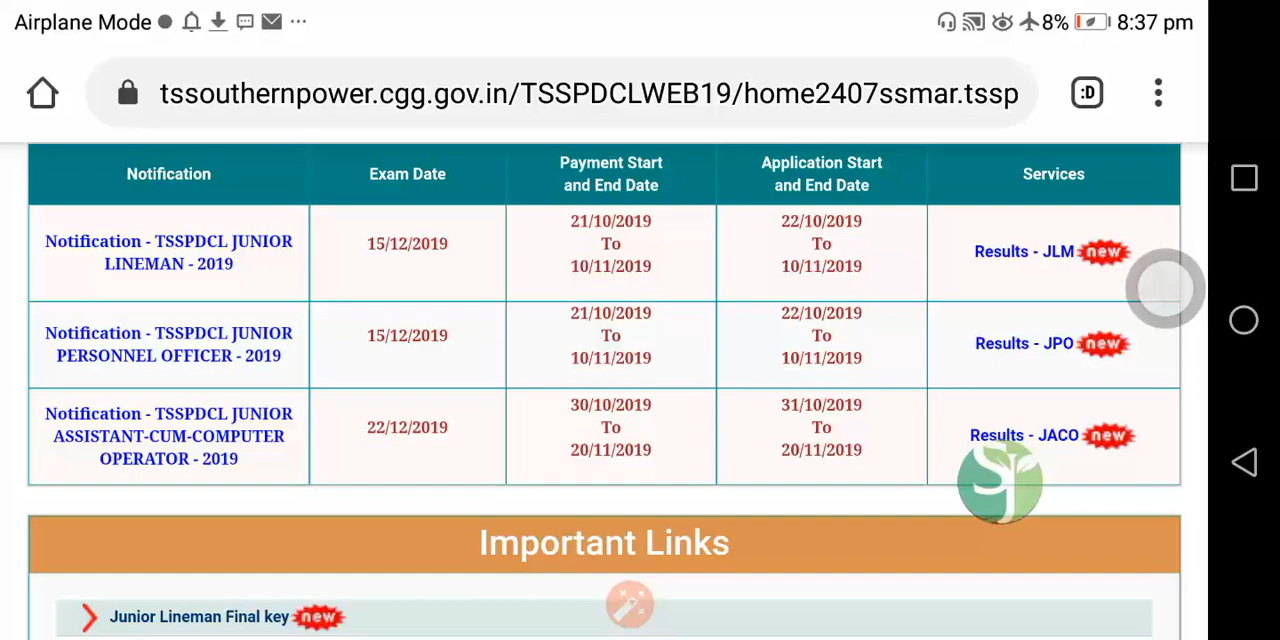 Airplane Mode
8% 8:37 pm
tssouthernpower.cgg.gov.in/TSSPDCLWEB19/home2407ssmar.tssp
:D
Notification
Exam Date
Payment Start
and End Date
Application Start
and End Date
Services
Notification - TSSPDCL JUNIOR
LINEMAN - 2019
15/12/2019
21/10/2019
To
10/11/2019
22/10/2019
To
10/11/2019
Results - JLM new
Notification - TSSPDCL JUNIOR
PERSONNEL OFFICER - 2019
15/12/2019
21/10/2019
To
10/11/2019
22/10/2019
To
10/11/2019
Results - JPO new
Notification - TSSPDCL JUNIOR
ASSISTANT-CUM-COMPUTER
OPERATOR - 2019
22/12/2019
30/10/2019
To
20/11/2019
31/10/2019
To
20/11/2019
Results - JACO new
SJ
Important Links
Junior Lineman Final key new